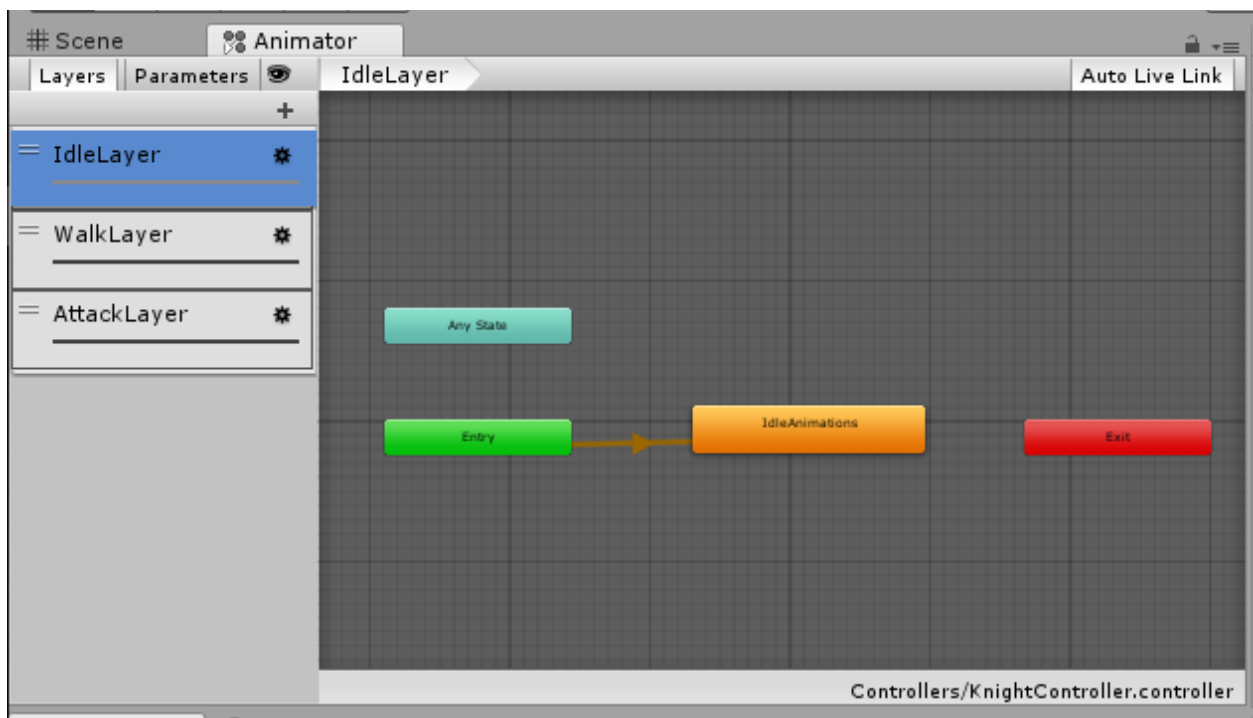 Scene
Animator
Layers
Parameters
IdleLayer
Auto Live Link
+
IdleLayer
WalkLayer
AttackLayer
Any State
Entry
IdleAnimations
Exit
Controllers/KnightController.controller